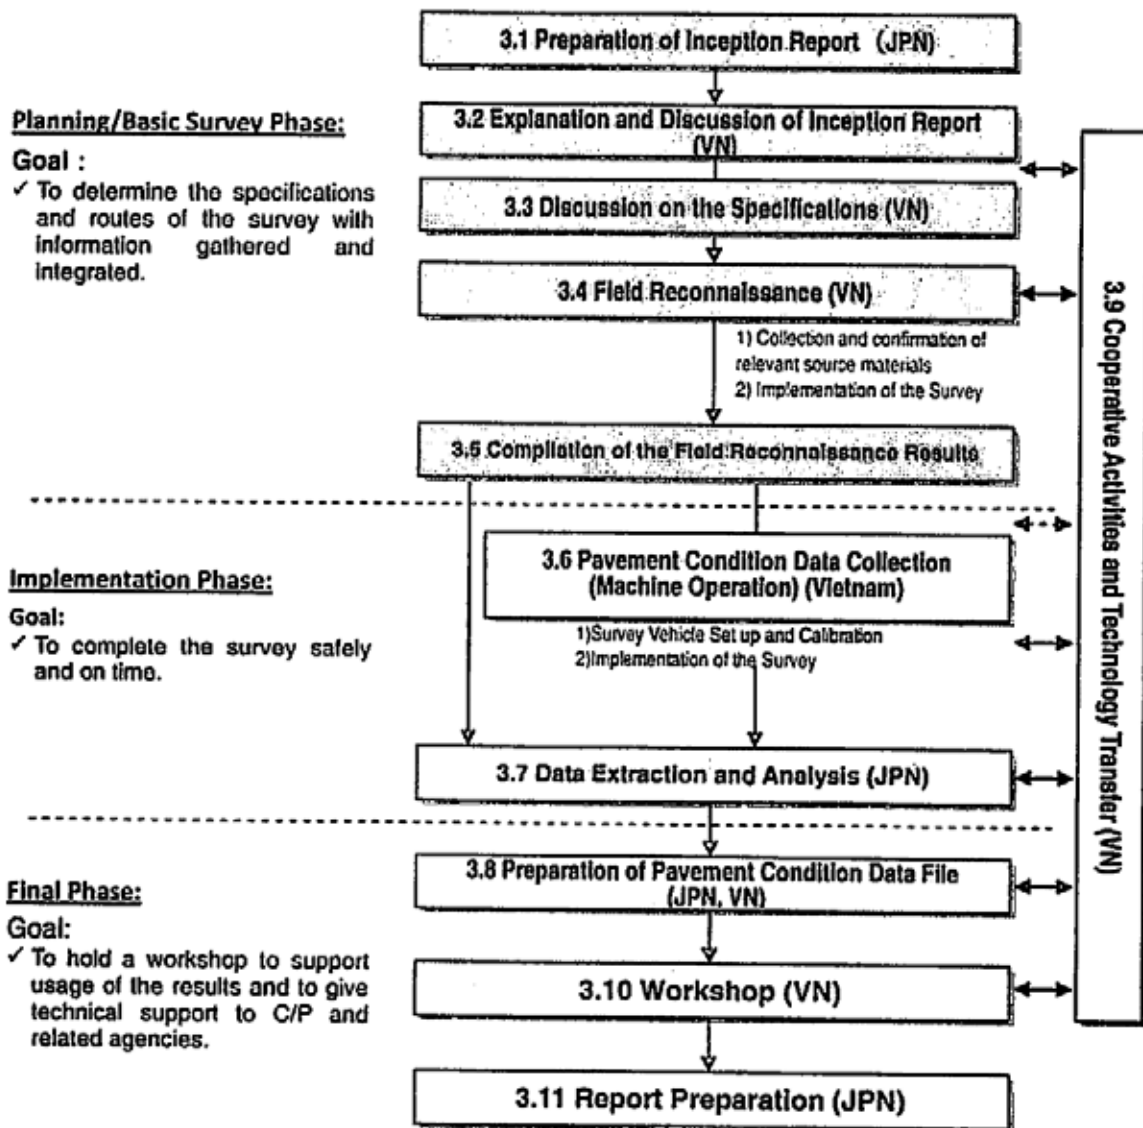 3.1 Preparation of Inception Report (JPN)
Planning/Basic Survey Phase:
Goal :
✓ To determine the specifications
and routes of the survey with
information gathered and
integrated.
3.2 Explanation and Discussion of Inception Report
(VN)
3.3 Discussion on the Specifications (VN)
3.4 Field Reconnaissance (VN)
1) Collection and confirmation of
relevant source materials
2) Implementation of the Survey
3.5 Compilation of the Field Reconnaissance Results
Implementation Phase:
Goal:
✓ To complete the survey safely
and on time.
3.6 Pavement Condition Data Collection
(Machine Operation) (Vietnam)
1)Survey Vehicle Set up and Calibration
2)Implementation of the Survey
3.7 Data Extraction and Analysis (JPN)
Final Phase:
Goal:
✓ To hold a workshop to support
usage of the results and to give
technical support to C/P and
related agencies.
3.8 Preparation of Pavement Condition Data File
(JPN, VN)
3.10 Workshop (VN)
3.11 Report Preparation (JPN)
3.9 Cooperative Activities and Technology Transfer (VN)